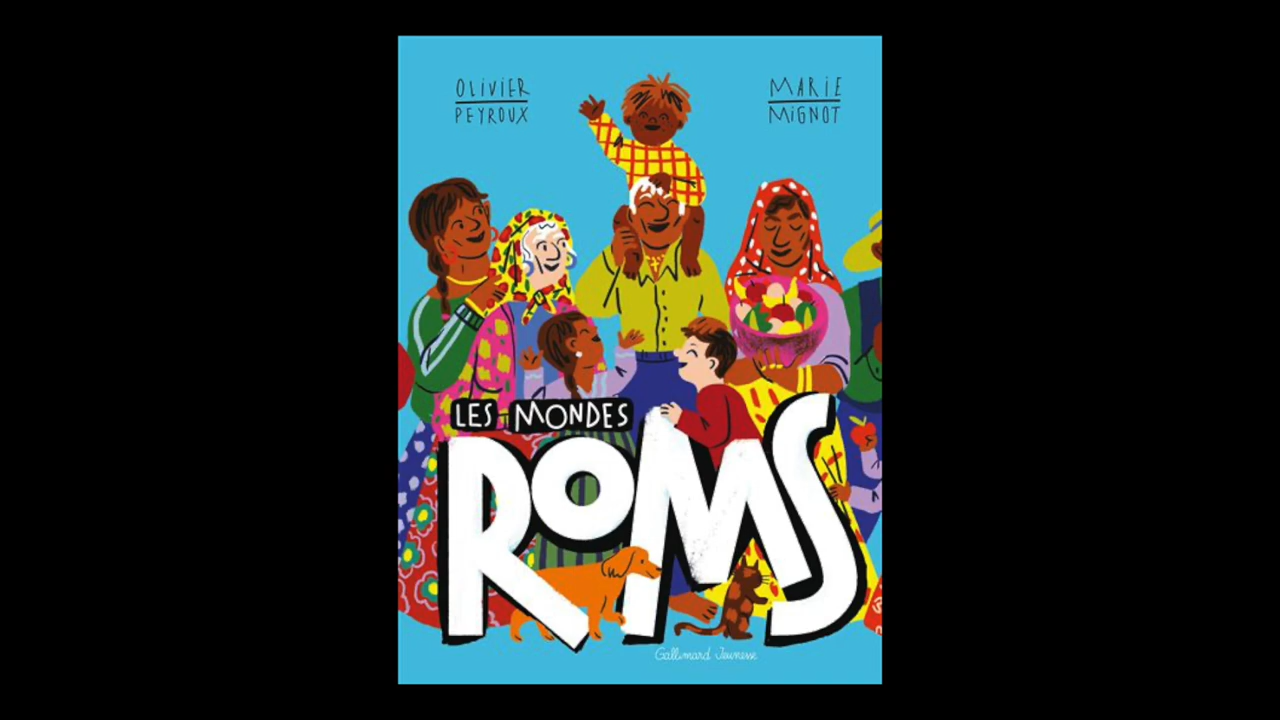 OLIVIER
PEYROUX
MARIE
MIGNOT
LES MONDES
ROMS
Gallimard Jeunesse